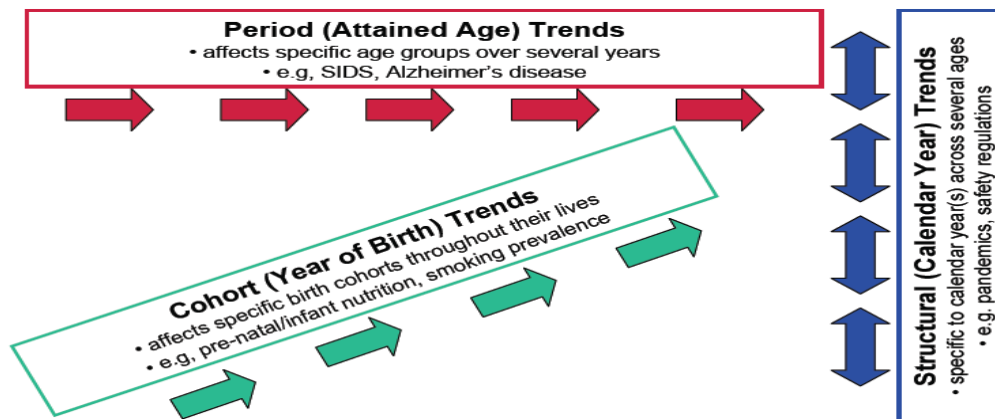 Period (Attained Age) Trends
• affects specific age groups over several years
• e.g, SIDS, Alzheimer's disease
Cohort (Year of Birth) Trends
• affects specific birth cohorts throughout their lives
• e.g, pre-natal/infant nutrition, smoking prevalence
Structural (Calendar Year) Trends
• specific to calendar year(s) across several ages
• e.g. pandemics, safety regulations